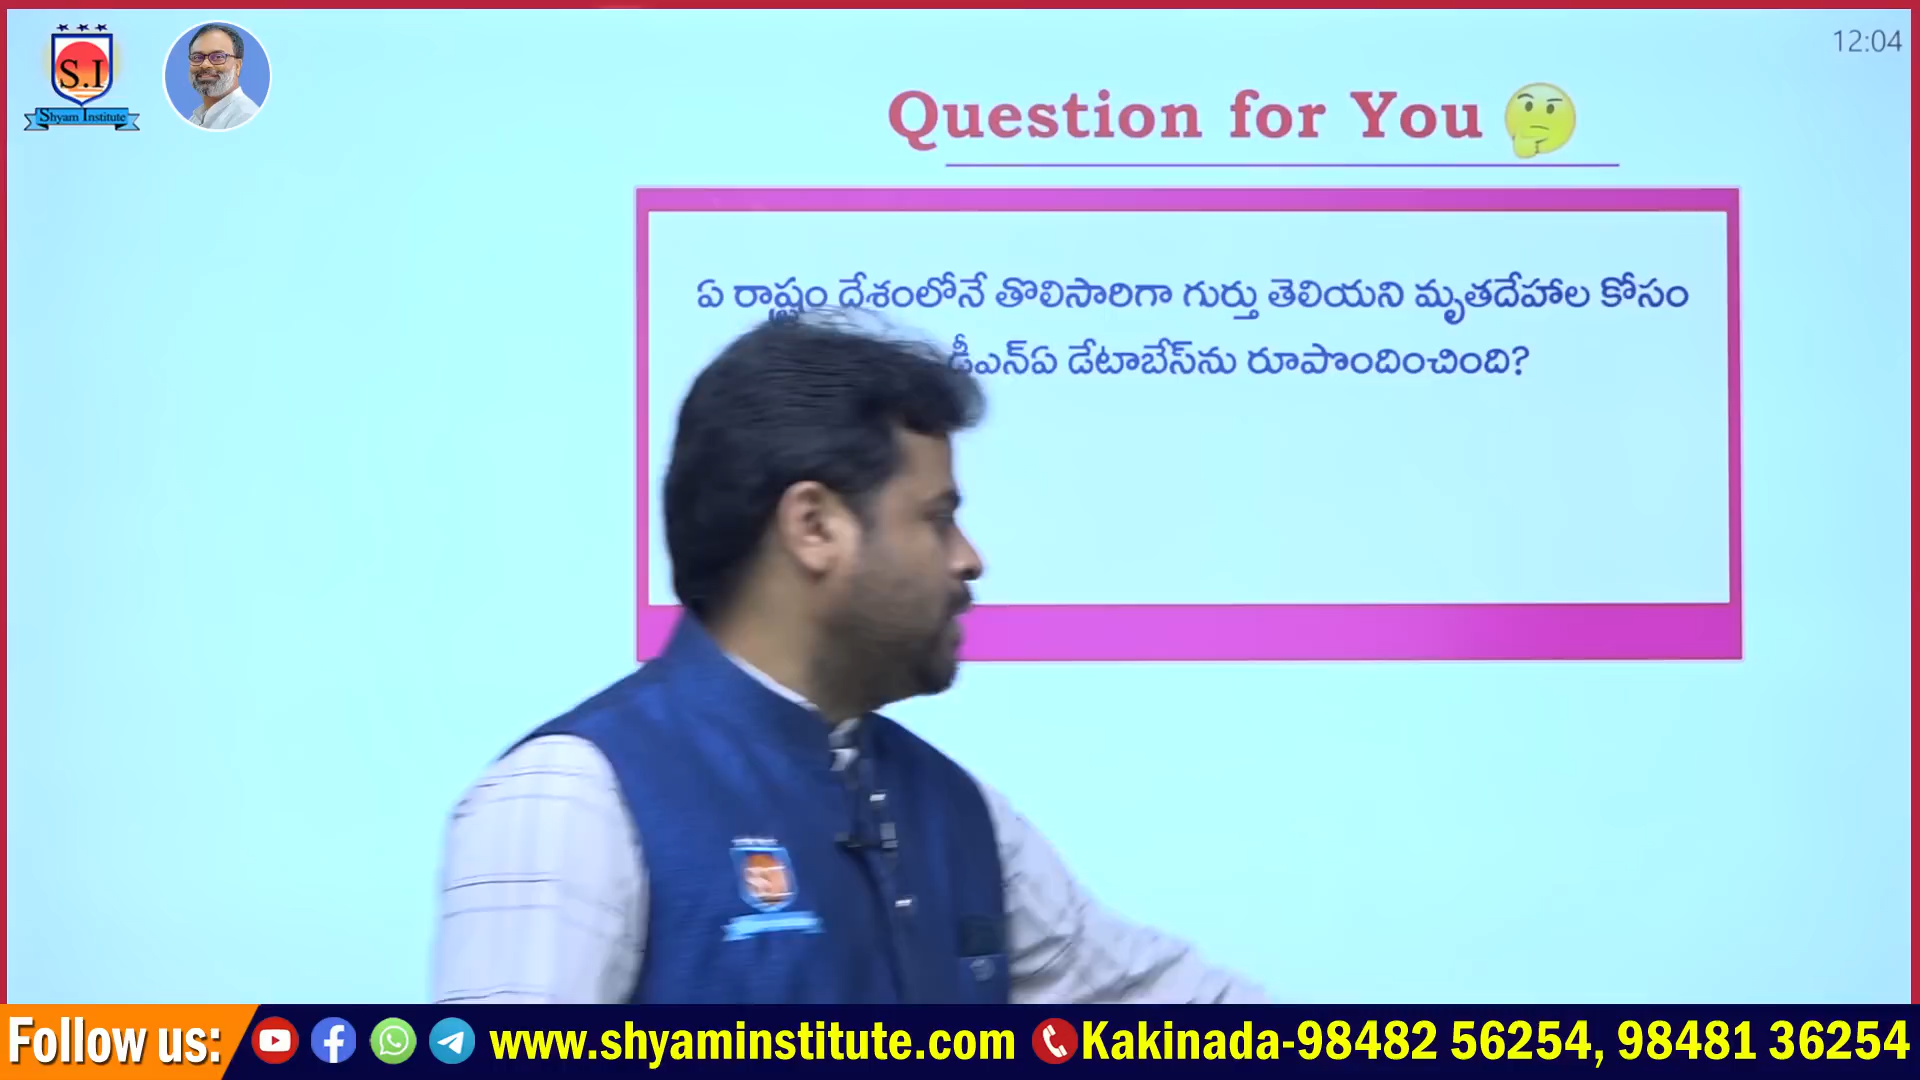 S.I
Shyam Institute
12:04
Question for You
ఏ రాష్ట్రం దేశంలోనే తొలిసారిగా గుర్తు తెలియని మృతదేహాల కోసం
డీఎన్ఏ డేటాబేస్‌ను రూపొందించింది?
Follow us:
www.shyaminstitute.com
Kakinada-98482 56254, 98481 36254